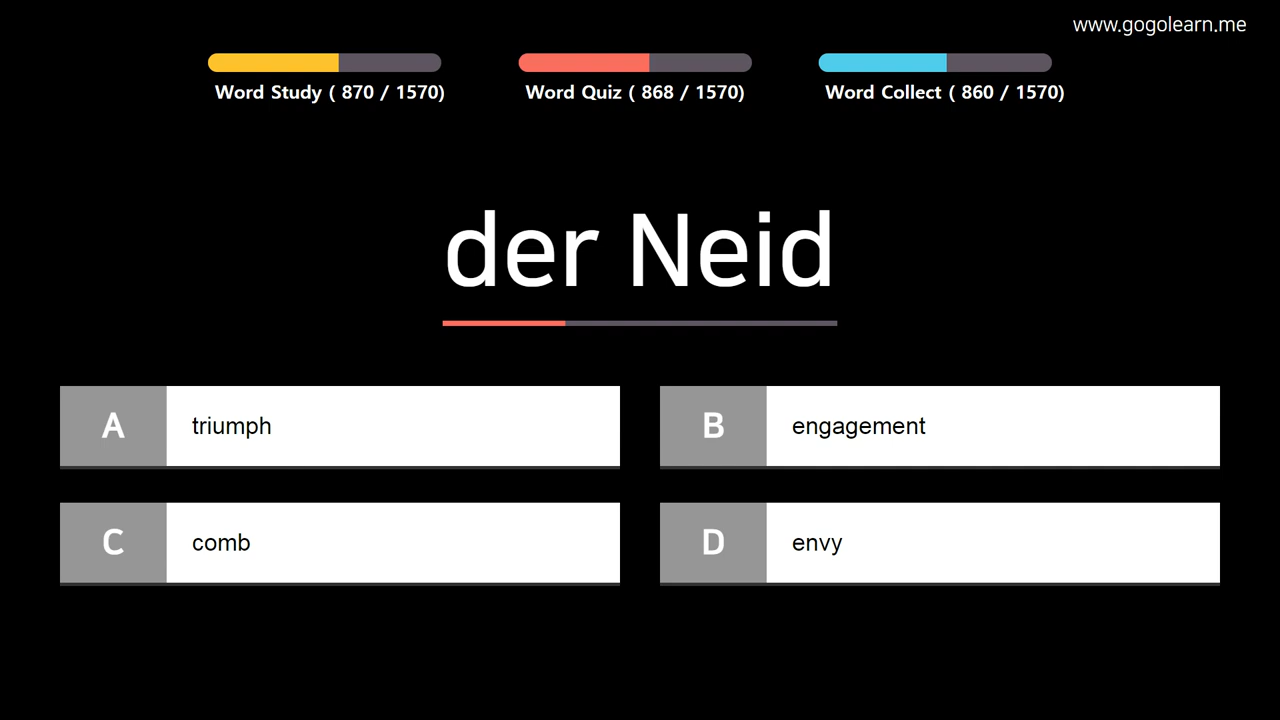 www.gogolearn.me
Word Study ( 870 / 1570)
Word Quiz ( 868 / 1570)
Word Collect ( 860 / 1570)
der Neid
A triumph
B engagement
C comb
D envy